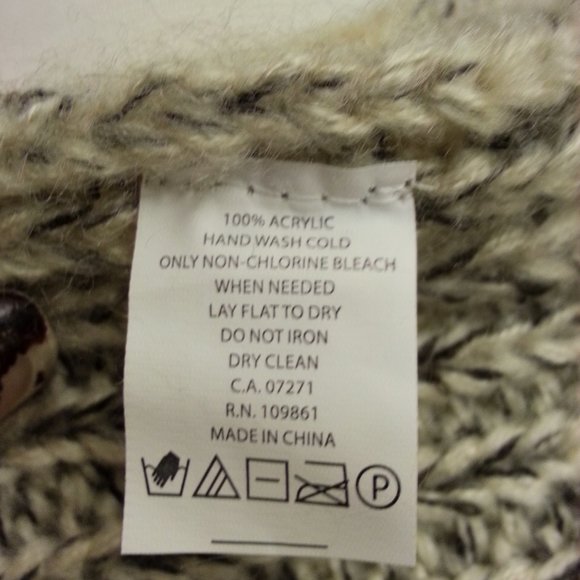 100% ACRYLIC
HAND WASH COLD
ONLY NON-CHLORINE BLEACH
WHEN NEEDED
LAY FLAT TO DRY
DO NOT IRON
DRY CLEAN
C.A. 07271
R.N. 109861
MADE IN CHINA
P